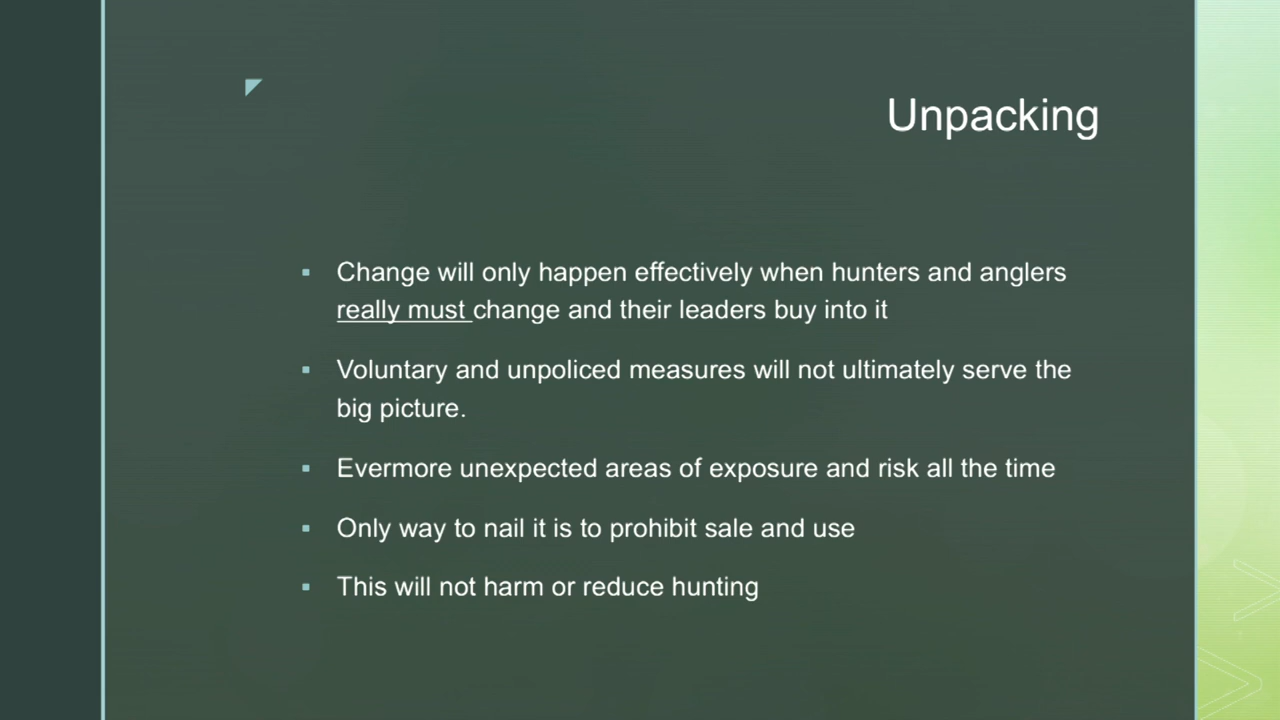 Unpacking
Change will only happen effectively when hunters and anglers
really must change and their leaders buy into it
Voluntary and unpoliced measures will not ultimately serve the
big picture.
Evermore unexpected areas of exposure and risk all the time
Only way to nail it is to prohibit sale and use
This will not harm or reduce hunting